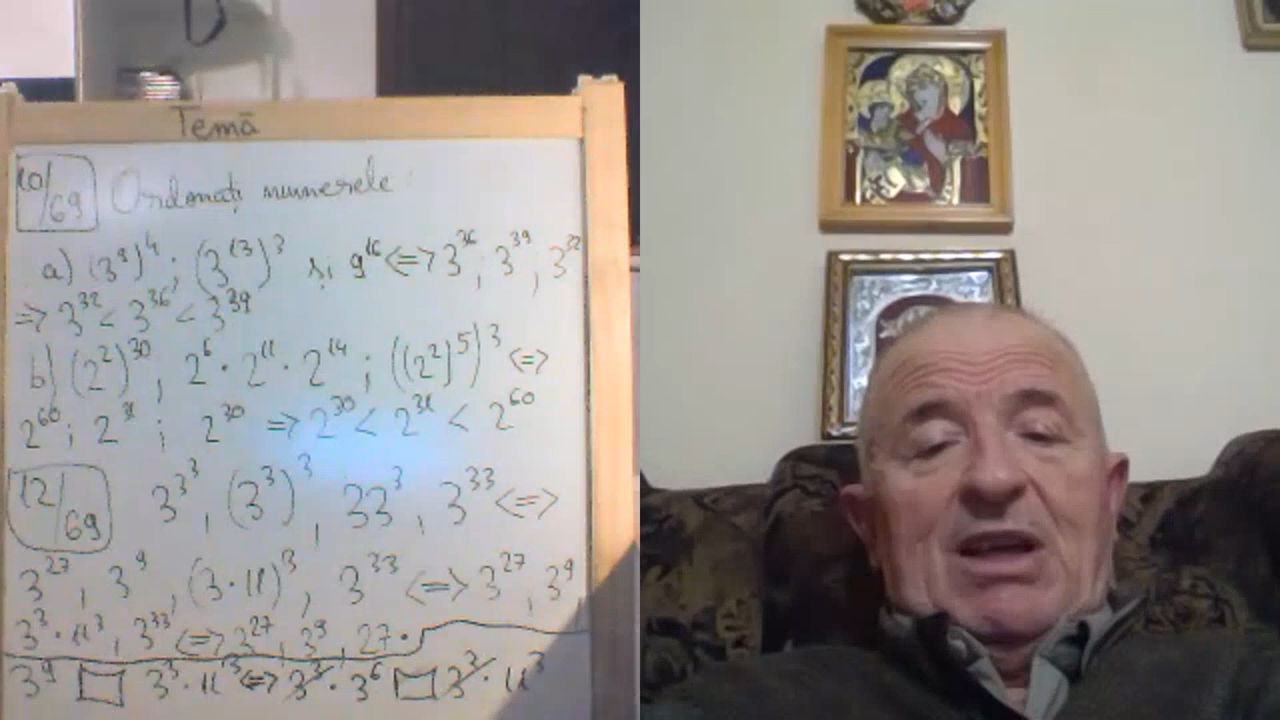 D
Temă
10/69 Ordonați numerele :
a) (3⁹)⁴ ; (3¹³)³ și 9¹⁶ <=> 3³⁶ ; 3³⁹ , 3³²
=> 3³² < 3³⁶ < 3³⁹
b) (2²)³⁰ , 2⁶ · 2¹¹ · 2¹⁴ ; ((2²)⁵)³ <=>
2⁶⁰ ; 2³¹ ; 2³⁰ => 2³⁰ < 2³¹ < 2⁶⁰
12/69 3^3^3 , (3³)³ , 33³ , 3³³ <=>
3²⁷ , 3⁹ , (3·11)³ , 3³³ <=> 3²⁷ , 3⁹
3³·11³ , 3³³ <=> 3²⁷ , 3⁹ , 27·
3⁹ □ 3³·11³ <=> 3³ · 3⁶ □ 3³ · 11³